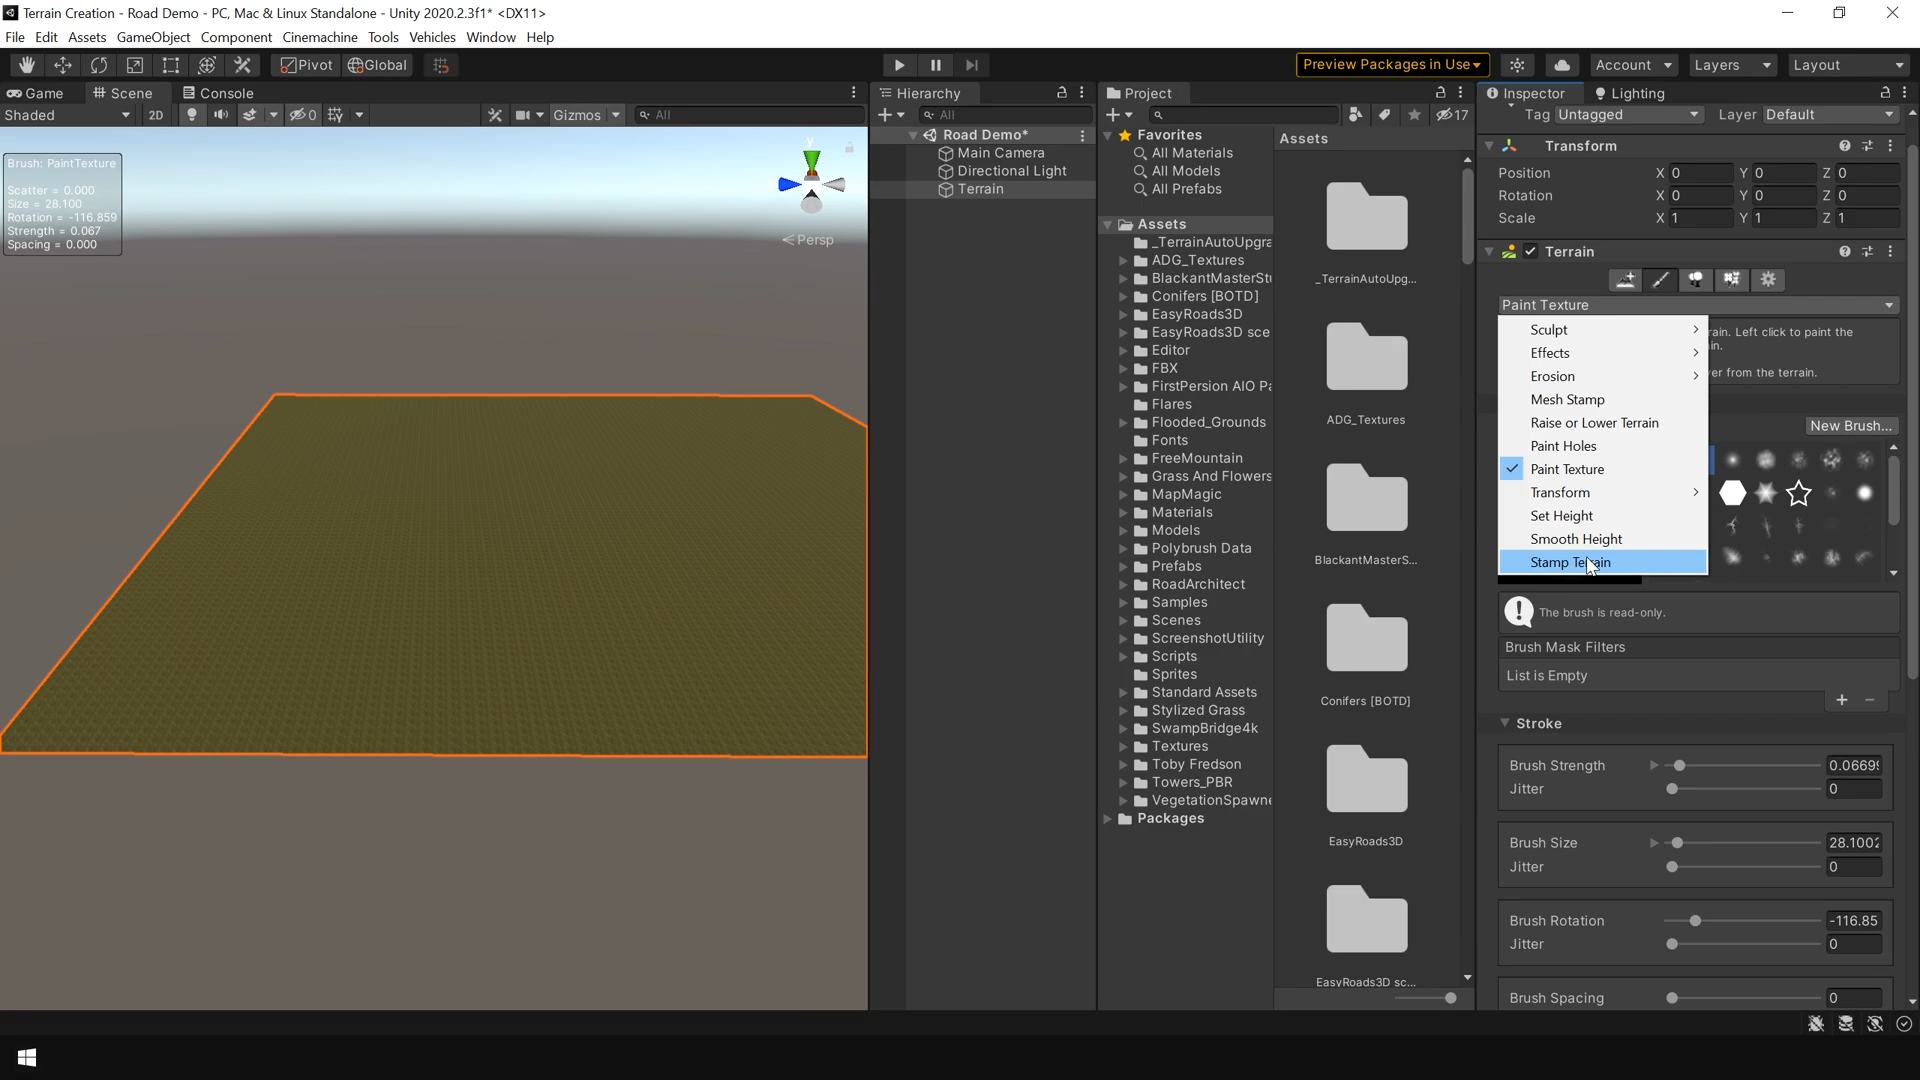 Terrain Creation - Road Demo - PC, Mac & Linux Standalone - Unity 2020.2.3f1* <DX11>
File Edit Assets GameObject Component Cinemachine Tools Vehicles Window Help
Pivot Global Preview Packages in Use Account Layers Layout
Game Scene Console
Shaded 2D 0 Gizmos All
Brush: PaintTexture
Scatter = 0.000
Size = 28.100
Rotation = -116.859
Strength = 0.067
Spacing = 0.000
y
Persp
Hierarchy
All
Road Demo*
Main Camera
Directional Light
Terrain
Project
17
Favorites
All Materials
All Models
All Prefabs
Assets
_TerrainAutoUpgra
ADG_Textures
BlackantMasterSt
Conifers [BOTD]
EasyRoads3D
EasyRoads3D sce
Editor
FBX
FirstPersion AIO Pa
Flares
Flooded_Grounds
Fonts
FreeMountain
Grass And Flowers
MapMagic
Materials
Models
Polybrush Data
Prefabs
RoadArchitect
Samples
Scenes
ScreenshotUtility
Scripts
Sprites
Standard Assets
Stylized Grass
SwampBridge4k
Textures
Toby Fredson
Towers_PBR
VegetationSpawne
Packages
Assets
_TerrainAutoUpg...
ADG_Textures
BlackantMasterS...
Conifers [BOTD]
EasyRoads3D
EasyRoads3D sc...
Inspector Lighting
Tag Untagged Layer Default
Transform
Position X 0 Y 0 Z 0
Rotation X 0 Y 0 Z 0
Scale X 1 Y 1 Z 1
Terrain
Paint Texture
Sculpt
Effects
Erosion
Mesh Stamp
Raise or Lower Terrain
Paint Holes
Paint Texture
Transform
Set Height
Smooth Height
Stamp Terrain
rain. Left click to paint the
in.
er from the terrain.
New Brush...
The brush is read-only.
Brush Mask Filters
List is Empty
Stroke
Brush Strength 0.0669
Jitter 0
Brush Size 28.100
Jitter 0
Brush Rotation -116.85
Jitter 0
Brush Spacing 0